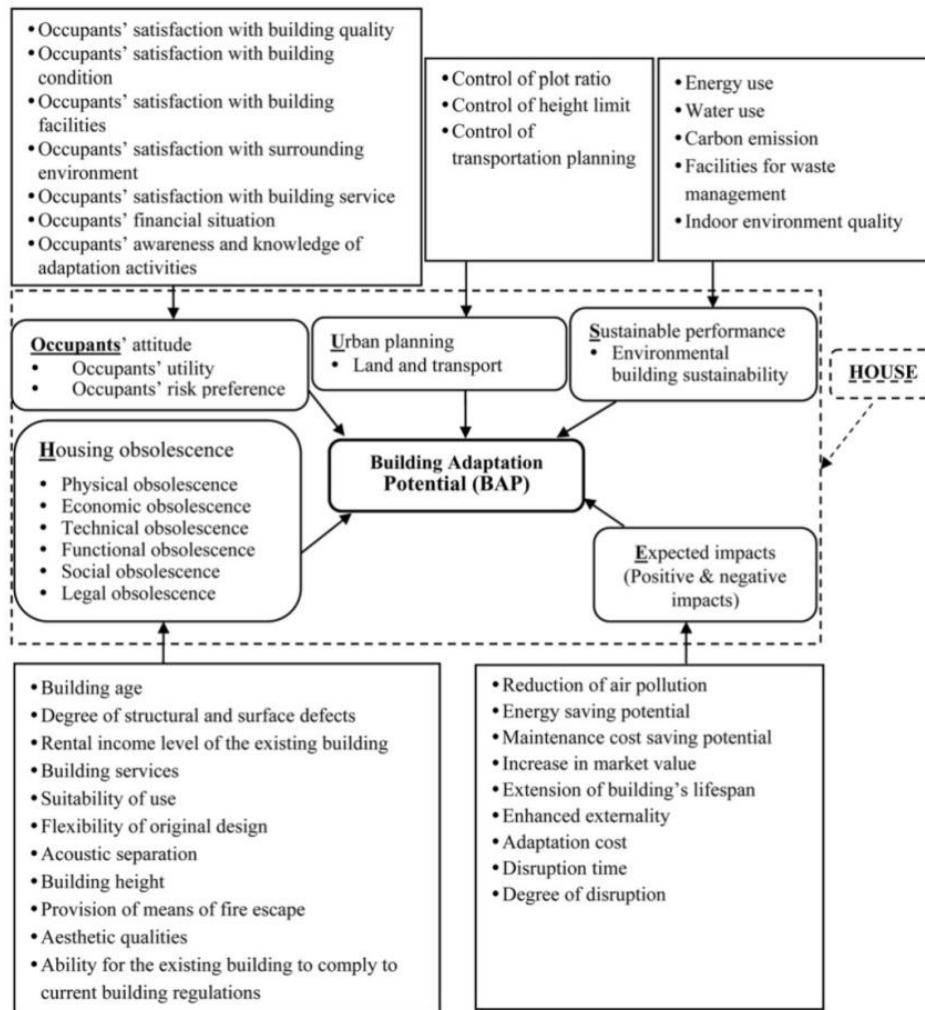 • Occupants’ satisfaction with building quality
• Occupants’ satisfaction with building
condition
• Occupants’ satisfaction with building
facilities
• Occupants’ satisfaction with surrounding
environment
• Occupants’ satisfaction with building service
• Occupants’ financial situation
• Occupants’ awareness and knowledge of
adaptation activities
• Control of plot ratio
• Control of height limit
• Control of
transportation planning
• Energy use
• Water use
• Carbon emission
• Facilities for waste
management
• Indoor environment quality
Occupants’ attitude
• Occupants’ utility
• Occupants’ risk preference
Urban planning
• Land and transport
Sustainable performance
• Environmental
building sustainability
HOUSE
Housing obsolescence
• Physical obsolescence
• Economic obsolescence
• Technical obsolescence
• Functional obsolescence
• Social obsolescence
• Legal obsolescence
Building Adaptation
Potential (BAP)
Expected impacts
(Positive & negative
impacts)
• Building age
• Degree of structural and surface defects
• Rental income level of the existing building
• Building services
• Suitability of use
• Flexibility of original design
• Acoustic separation
• Building height
• Provision of means of fire escape
• Aesthetic qualities
• Ability for the existing building to comply to
current building regulations
• Reduction of air pollution
• Energy saving potential
• Maintenance cost saving potential
• Increase in market value
• Extension of building’s lifespan
• Enhanced externality
• Adaptation cost
• Disruption time
• Degree of disruption